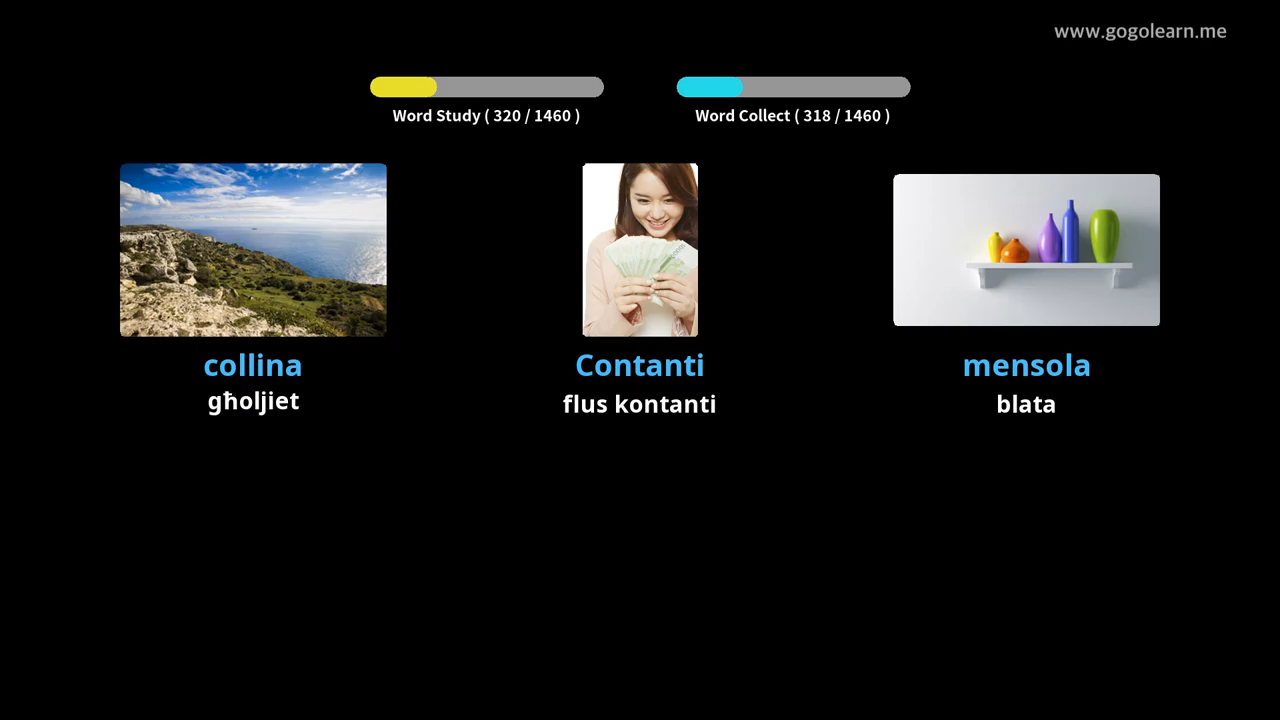 www.gogolearn.me
Word Study ( 320 / 1460 )
Word Collect ( 318 / 1460 )
collina
għoljiet
Contanti
flus kontanti
mensola
blata